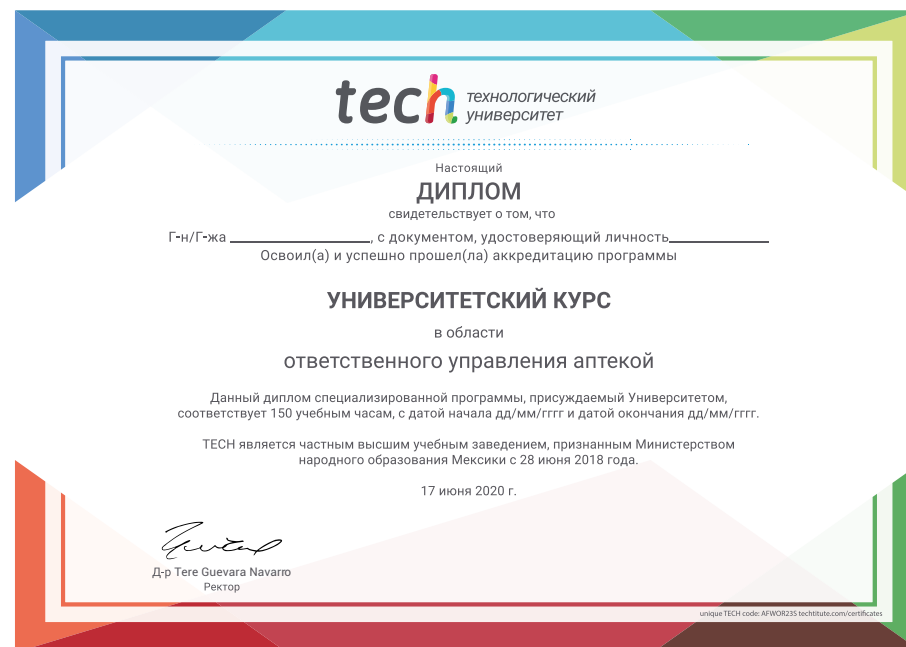 tech технологический
университет
Настоящий
ДИПЛОМ
свидетельствует о том, что
Г-н/Г-жа ____________________, с документом, удостоверяющий личность______________
Освоил(а) и успешно прошел(ла) аккредитацию программы
УНИВЕРСИТЕТСКИЙ КУРС
в области
ответственного управления аптекой
Данный диплом специализированной программы, присуждаемый Университетом,
соответствует 150 учебным часам, с датой начала дд/мм/гггг и датой окончания дд/мм/гггг.
TECH является частным высшим учебным заведением, признанным Министерством
народного образования Мексики с 28 июня 2018 года.
17 июня 2020 г.
Д-р Tere Guevara Navarro
Ректор
unique TECH code: AFWOR23S techtitute.com/certificates